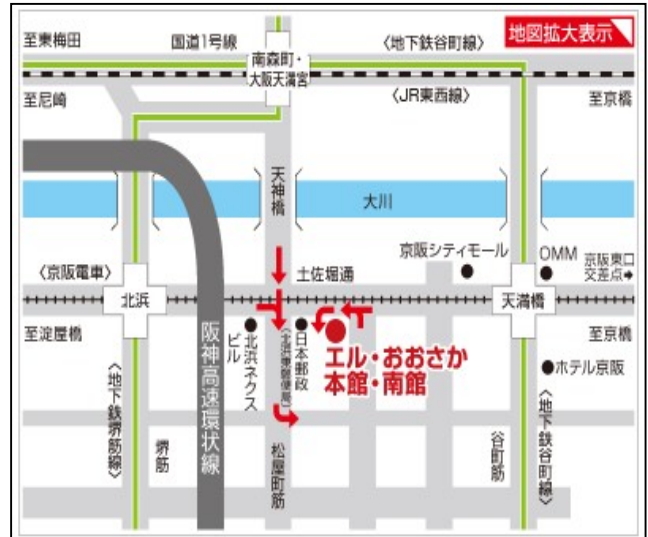 地図拡大表示
至東梅田
国道1号線
〈地下鉄谷町線〉
南森町・
大阪天満宮
至尼崎
〈JR東西線〉
至京橋
天神橋
大川
京阪シティモール
OMM
京阪東口
交差点➡
〈京阪電車〉
土佐堀通
北浜
天満橋
至淀屋橋
至京橋
阪神高速環状線
北浜ネクス
ビル
日本郵政
(北浜東郵便局)
エル・おおさか
本館・南館
ホテル京阪
〈地下鉄堺筋線〉
堺筋
松屋町筋
谷町筋
〈地下鉄谷町線〉